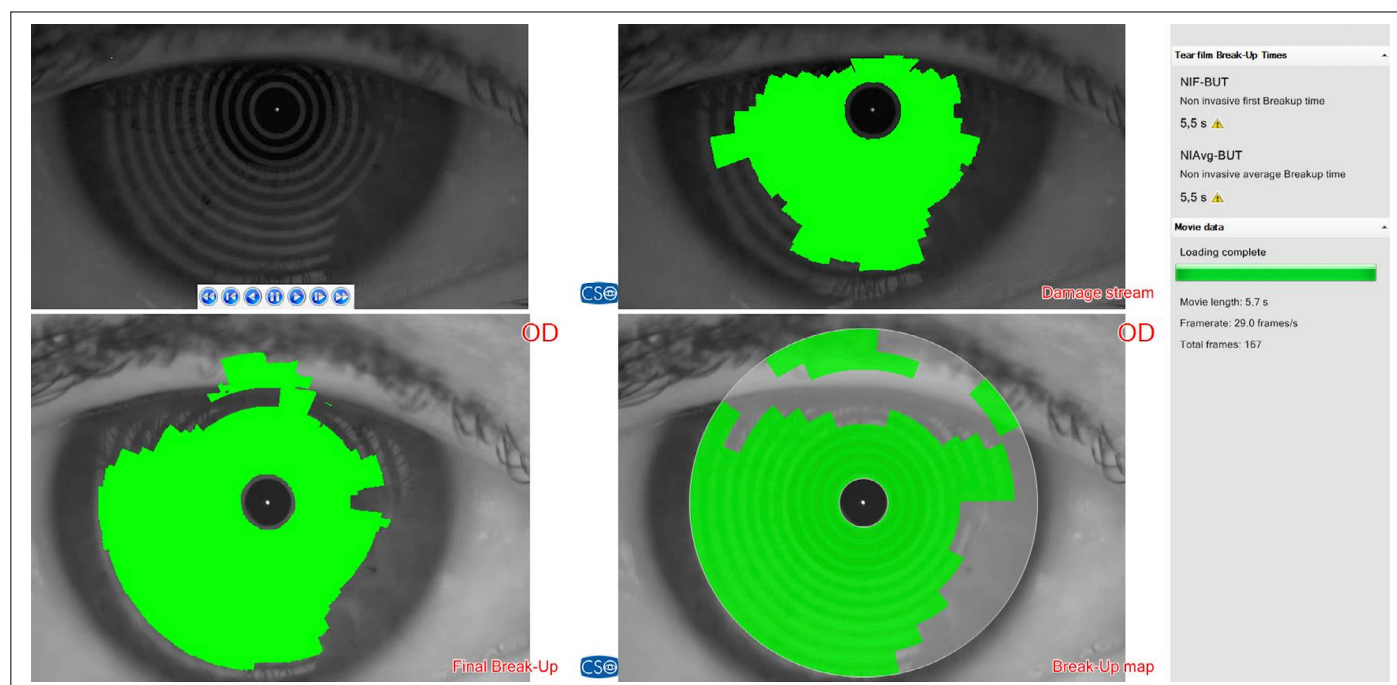 Tear film Break-Up Times
NIF-BUT
Non invasive first Breakup time
5,5 s
NIAvg-BUT
Non invasive average Breakup time
5,5 s
Movie data
Loading complete
Movie length: 5,7 s
Framerate: 29.0 frames/s
Total frames: 167
CSO
Damage stream
OD
OD
Final Break-Up
CSO
Break-Up map